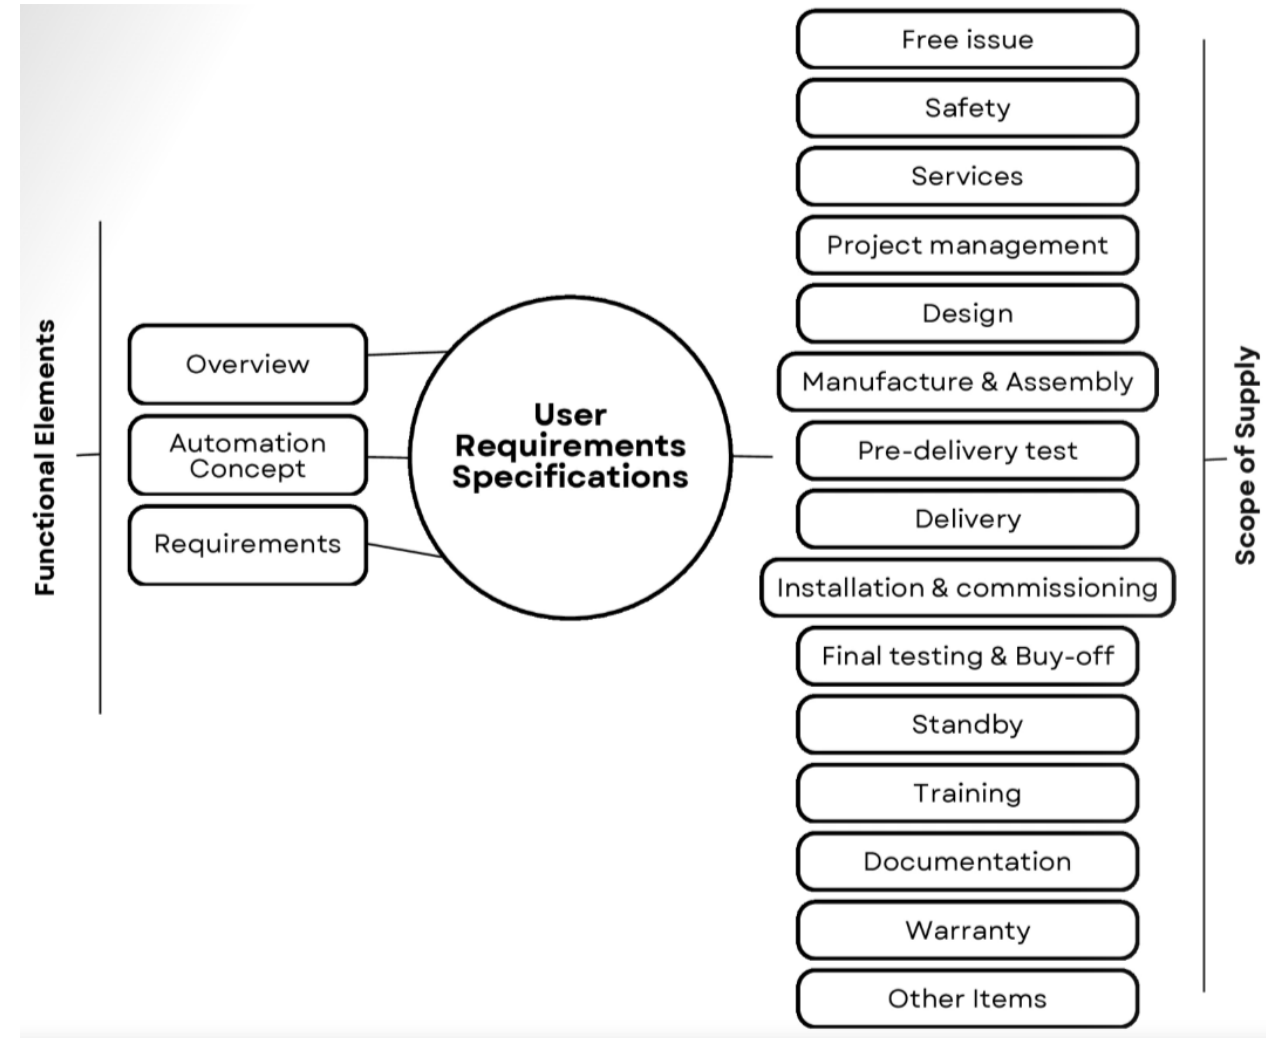 Functional Elements
Overview
Automation
Concept
Requirements
User
Requirements
Specifications
Free issue
Safety
Services
Project management
Design
Manufacture & Assembly
Pre-delivery test
Delivery
Installation & commissioning
Final testing & Buy-off
Standby
Training
Documentation
Warranty
Other Items
Scope of Supply